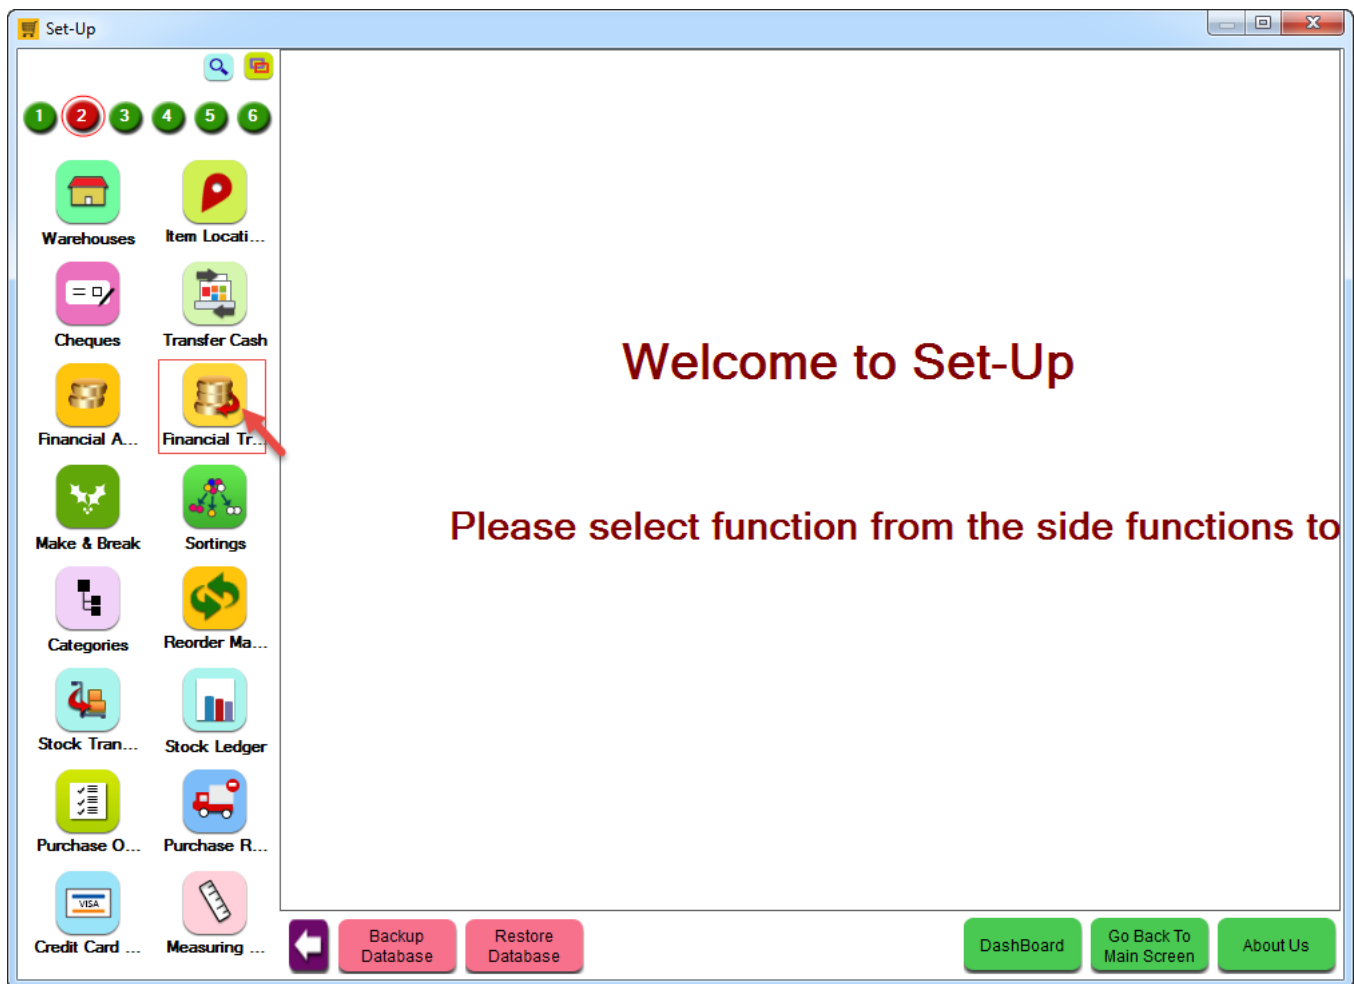 Set-Up
1 2 3 4 5 6
Warehouses
Item Locati...
Cheques
Transfer Cash
Financial A...
Financial Tr...
Make & Break
Sortings
Categories
Reorder Ma...
Stock Tran...
Stock Ledger
Purchase O...
Purchase R...
VISA
Credit Card ...
Measuring ...
Welcome to Set-Up
Please select function from the side functions to
Backup
Database
Restore
Database
DashBoard
Go Back To
Main Screen
About Us